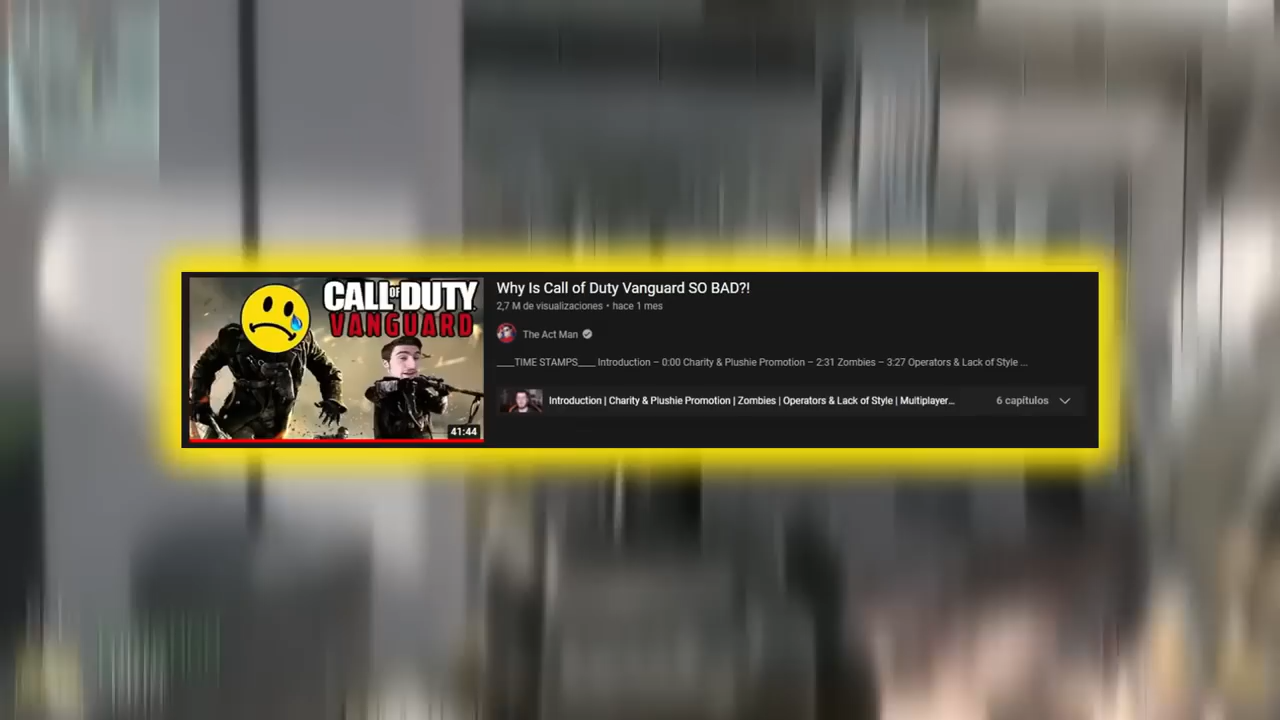 CALL OF DUTY
VANGUARD
41:44
Why Is Call of Duty Vanguard SO BAD?!
2,7 M de visualizaciones • hace 1 mes
The Act Man
____TIME STAMPS____ Introduction – 0:00 Charity & Plushie Promotion – 2:31 Zombies – 3:27 Operators & Lack of Style ...
Introduction | Charity & Plushie Promotion | Zombies | Operators & Lack of Style | Multiplayer... 6 capítulos